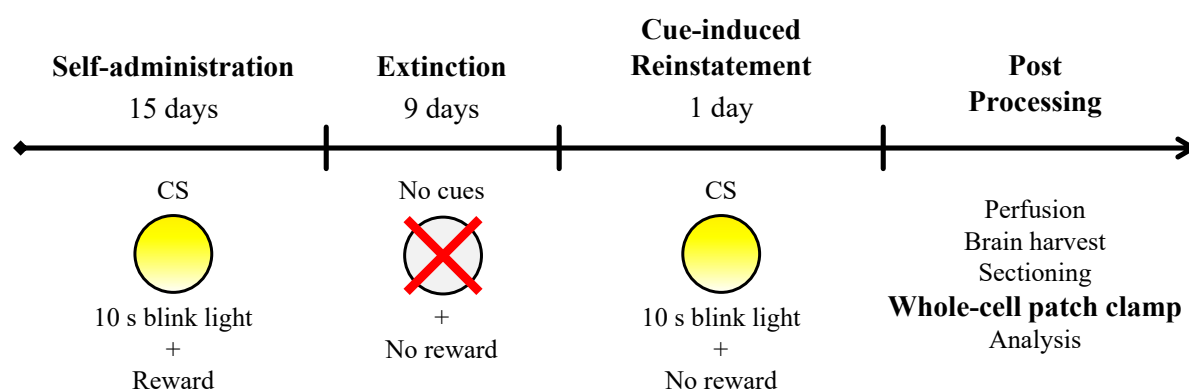 Self-administration
15 days
Extinction
9 days
Cue-induced
Reinstatement
1 day
Post
Processing
CS
10 s blink light
+
Reward
No cues
+
No reward
CS
10 s blink light
+
No reward
Perfusion
Brain harvest
Sectioning
Whole-cell patch clamp
Analysis